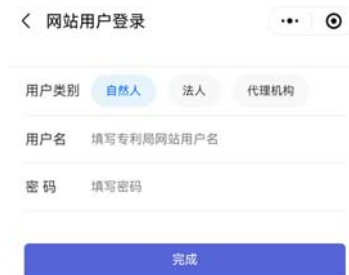 网站用户登录
用户类别 自然人 法人 代理机构
用户名 填写专利局网站用户名
密码 填写密码
完成